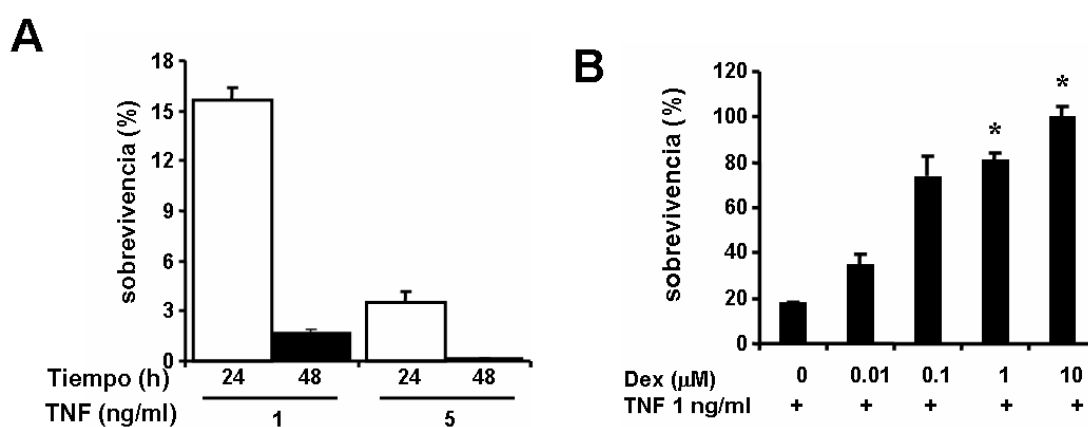 A
sobrevivencia (%)
18
15
12
9
6
3
0
Tiempo (h) 24 48 24 48
TNF (ng/ml) 1 5
B
sobrevivencia (%)
120
100
80
60
40
20
0
* *
Dex (µM) 0 0.01 0.1 1 10
TNF 1 ng/ml + + + + +